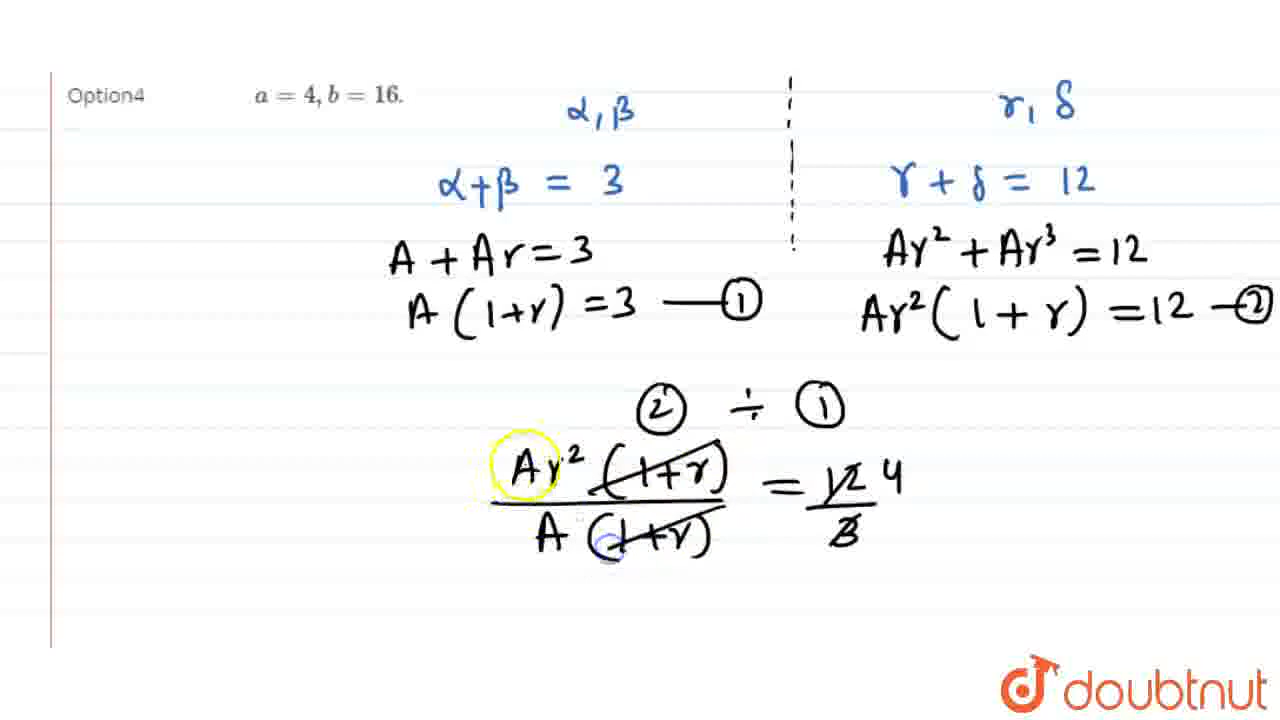 Option4 a = 4, b = 16.
α, β
γ, δ
α+β = 3
γ + δ = 12
A + Ar = 3
Ar² + Ar³ = 12
A (1+r) = 3 — ①
Ar² (1 + r) = 12 — ②
② ÷ ①
Ar² (1+r) = 12 4
A (1+r) 3
doubtnut